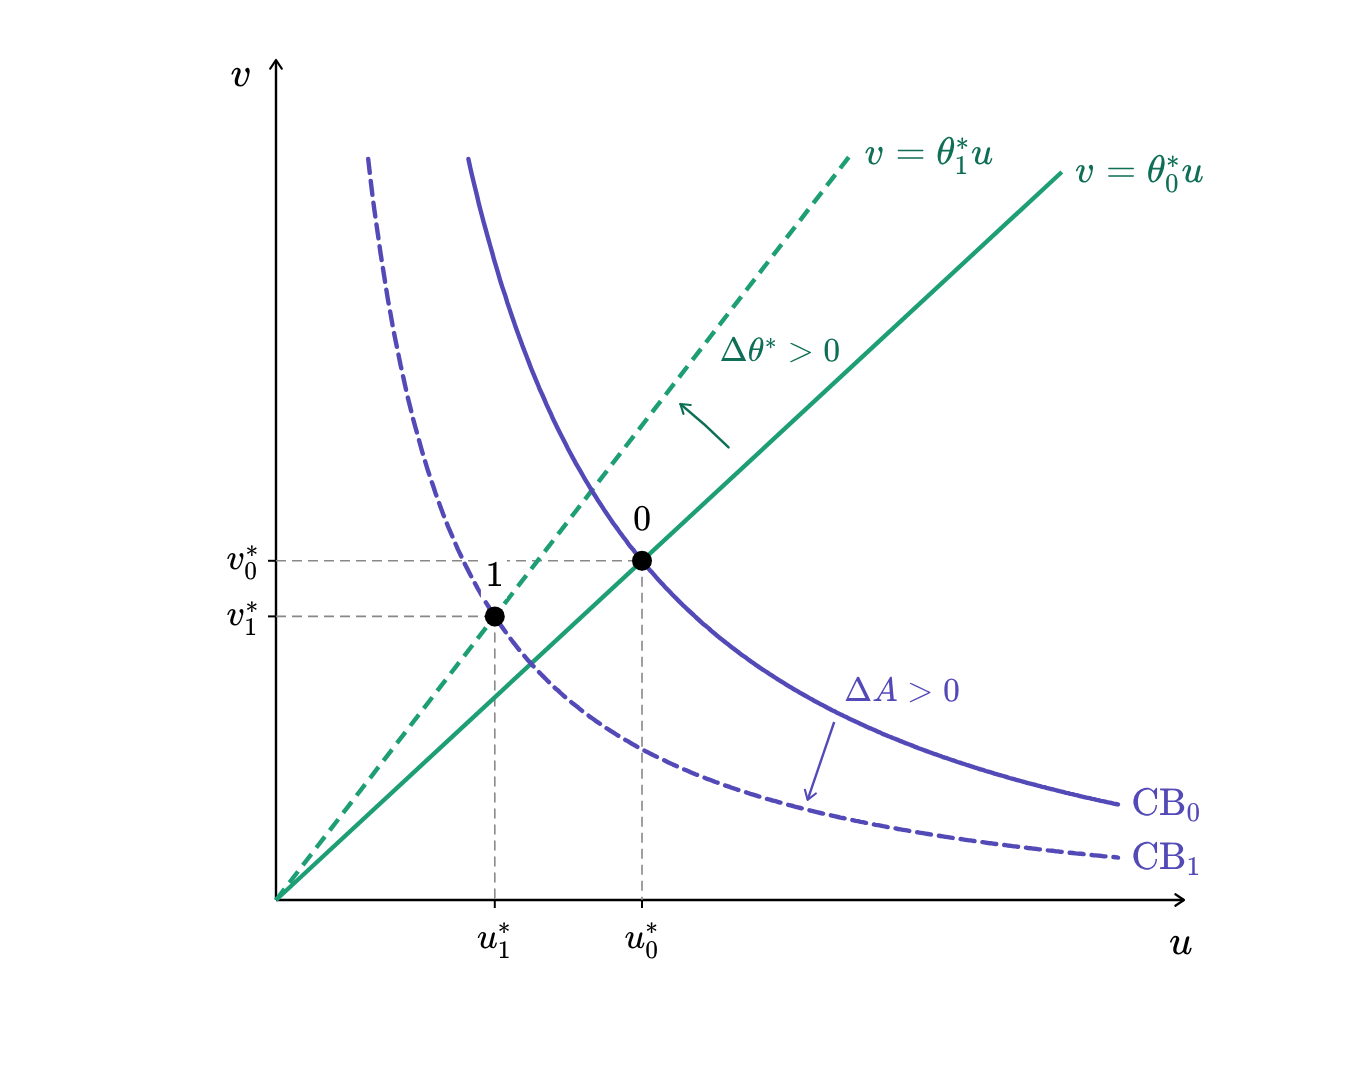 v
v = θ₁*u
v = θ₀*u
Δθ* > 0
0
v₀*
1
v₁*
ΔA > 0
CB₀
CB₁
u₁*
u₀*
u